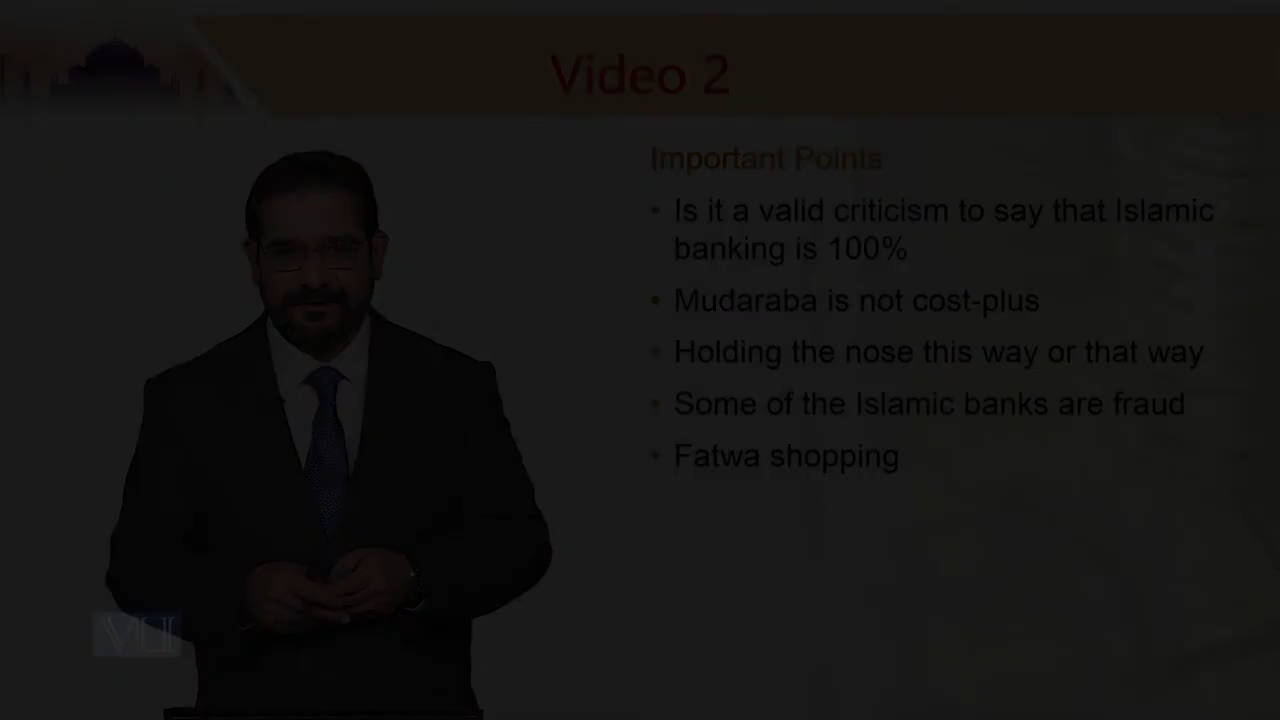 Video 2
Important Points
• Is it a valid criticism to say that Islamic
banking is 100%
• Mudaraba is not cost-plus
• Holding the nose this way or that way
• Some of the Islamic banks are fraud
• Fatwa shopping
VU